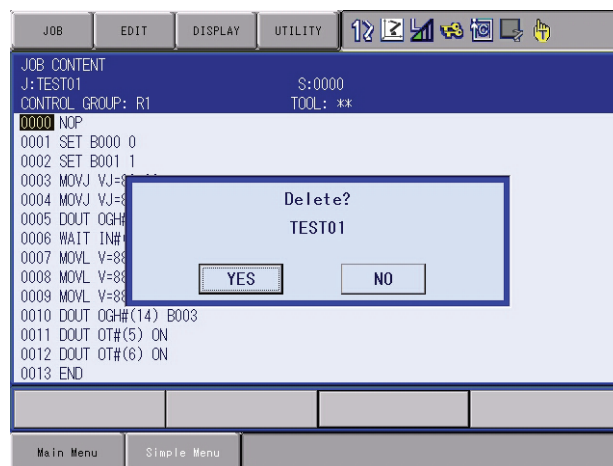 JOB EDIT DISPLAY UTILITY
JOB CONTENT
J:TEST01 S:0000
CONTROL GROUP: R1 TOOL: **
0000 NOP
0001 SET B000 0
0002 SET B001 1
0003 MOVJ
0004 MOVJ
0005 DOUT
0006 WAIT
0007 MOVL
0008 MOVL
0009 MOVL
Delete?
TEST01
YES NO
0010 DOUT OGH#(14) B003
0011 DOUT OT#(5) ON
0012 DOUT OT#(6) ON
0013 END
Main Menu Simple Menu